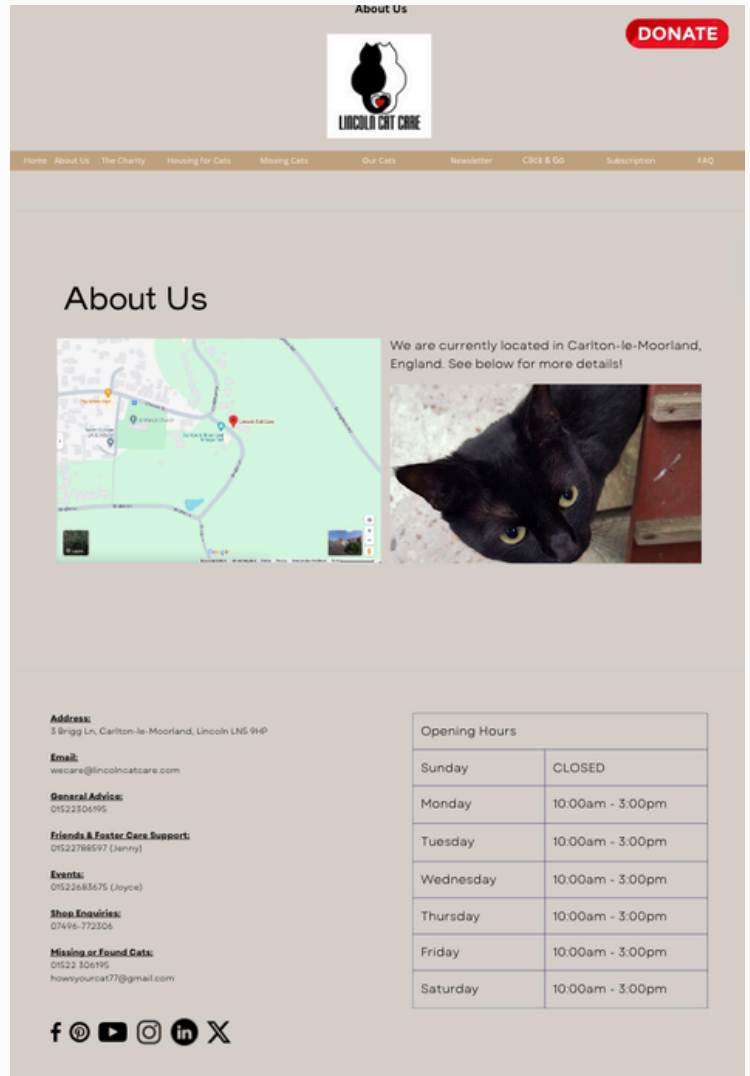 About Us
DONATE
LINCOLN CAT CARE
Home About Us The Charity Housing for Cats Missing Cats Our Cats Newsletter Click & Go Subscription FAQ
About Us
We are currently located in Carlton-le-Moorland,
England. See below for more details!
Lincoln Cat Care
Google
Address:
3 Brigg Ln, Carlton-le-Moorland, Lincoln LN5 9HP
Email:
wecare@lincolncatcare.com
General Advice:
01522306195
Friends & Foster Care Support:
01522788597 (Jenny)
Events:
01522683675 (Joyce)
Shop Enquiries:
07496-772306
Missing or Found Cats:
01522 306195
howsyourcat77@gmail.com
Opening Hours
Sunday CLOSED
Monday 10:00am - 3:00pm
Tuesday 10:00am - 3:00pm
Wednesday 10:00am - 3:00pm
Thursday 10:00am - 3:00pm
Friday 10:00am - 3:00pm
Saturday 10:00am - 3:00pm